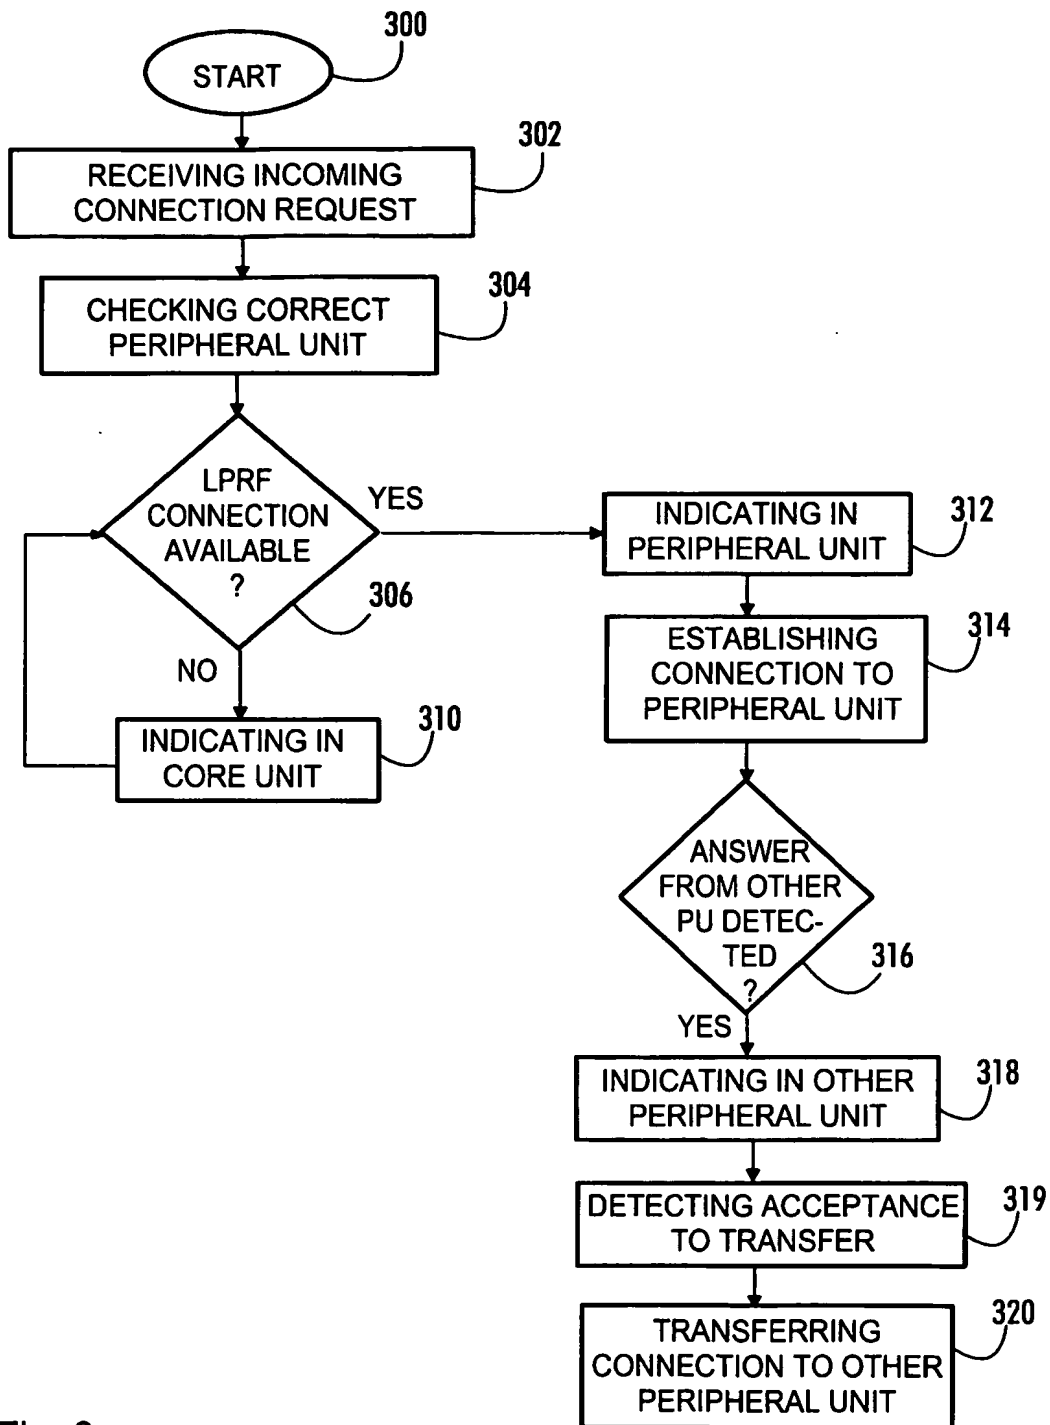 300
START
302
RECEIVING INCOMING
CONNECTION REQUEST
304
CHECKING CORRECT
PERIPHERAL UNIT
LPRF
CONNECTION
AVAILABLE
?
YES
306
NO
310
INDICATING IN
CORE UNIT
312
INDICATING IN
PERIPHERAL UNIT
314
ESTABLISHING
CONNECTION TO
PERIPHERAL UNIT
ANSWER
FROM OTHER
PU DETEC-
TED
?
316
YES
318
INDICATING IN OTHER
PERIPHERAL UNIT
319
DETECTING ACCEPTANCE
TO TRANSFER
320
TRANSFERRING
CONNECTION TO OTHER
PERIPHERAL UNIT